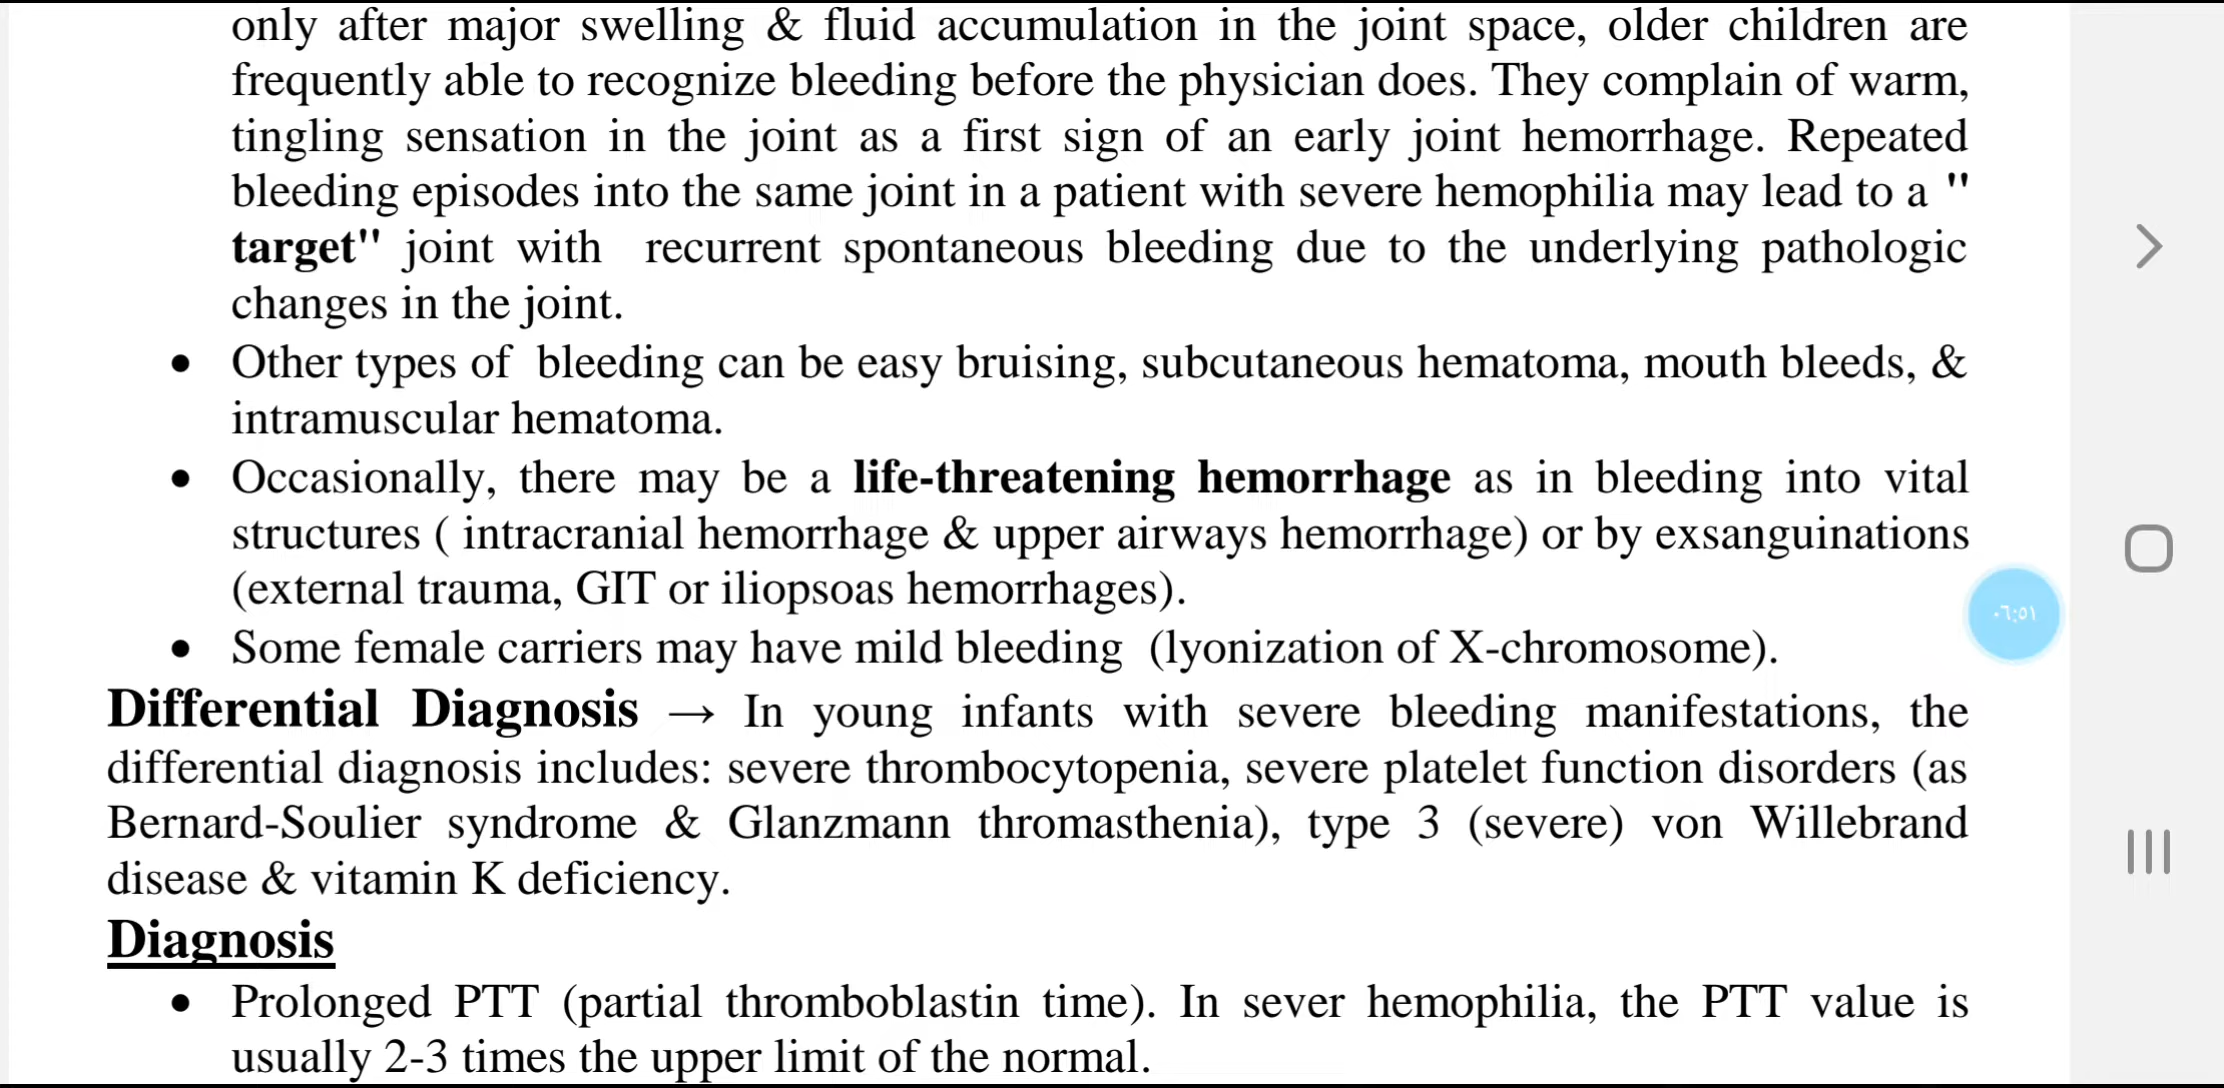 only after major swelling & fluid accumulation in the joint space, older children are
frequently able to recognize bleeding before the physician does. They complain of warm,
tingling sensation in the joint as a first sign of an early joint hemorrhage. Repeated
bleeding episodes into the same joint in a patient with severe hemophilia may lead to a "
target" joint with recurrent spontaneous bleeding due to the underlying pathologic
changes in the joint.
• Other types of bleeding can be easy bruising, subcutaneous hematoma, mouth bleeds, &
intramuscular hematoma.
• Occasionally, there may be a life-threatening hemorrhage as in bleeding into vital
structures ( intracranial hemorrhage & upper airways hemorrhage) or by exsanguinations
(external trauma, GIT or iliopsoas hemorrhages).
٠٦:٥١
• Some female carriers may have mild bleeding (lyonization of X-chromosome).
Differential Diagnosis → In young infants with severe bleeding manifestations, the
differential diagnosis includes: severe thrombocytopenia, severe platelet function disorders (as
Bernard-Soulier syndrome & Glanzmann thromasthenia), type 3 (severe) von Willebrand
disease & vitamin K deficiency.
Diagnosis
• Prolonged PTT (partial thromboblastin time). In sever hemophilia, the PTT value is
usually 2-3 times the upper limit of the normal.